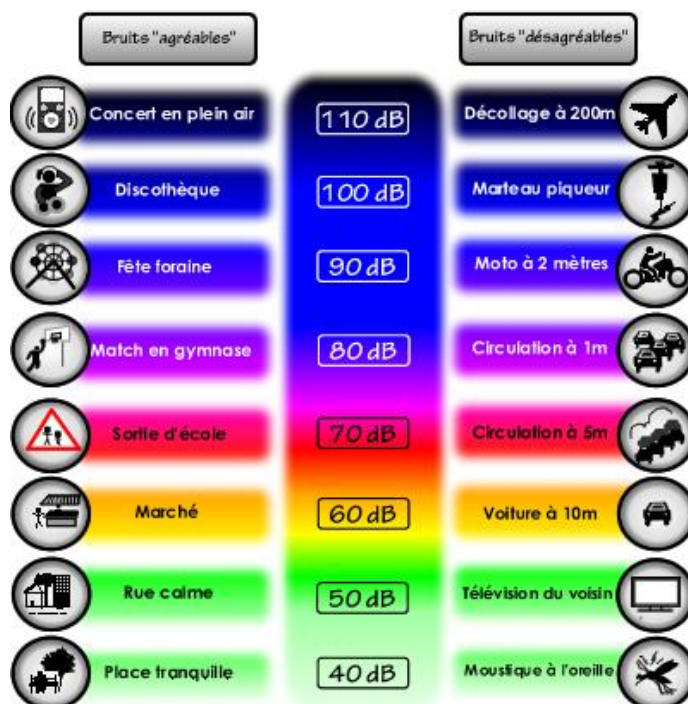 Bruits "agréables" Bruits "désagréables"
Concert en plein air 110 dB Décollage à 200m
Discothèque 100 dB Marteau piqueur
Fête foraine 90 dB Moto à 2 mètres
Match en gymnase 80 dB Circulation à 1m
Sortie d'école 70 dB Circulation à 5m
Marché 60 dB Voiture à 10m
Rue calme 50 dB Télévision du voisin
Place tranquille 40 dB Moustique à l'oreille